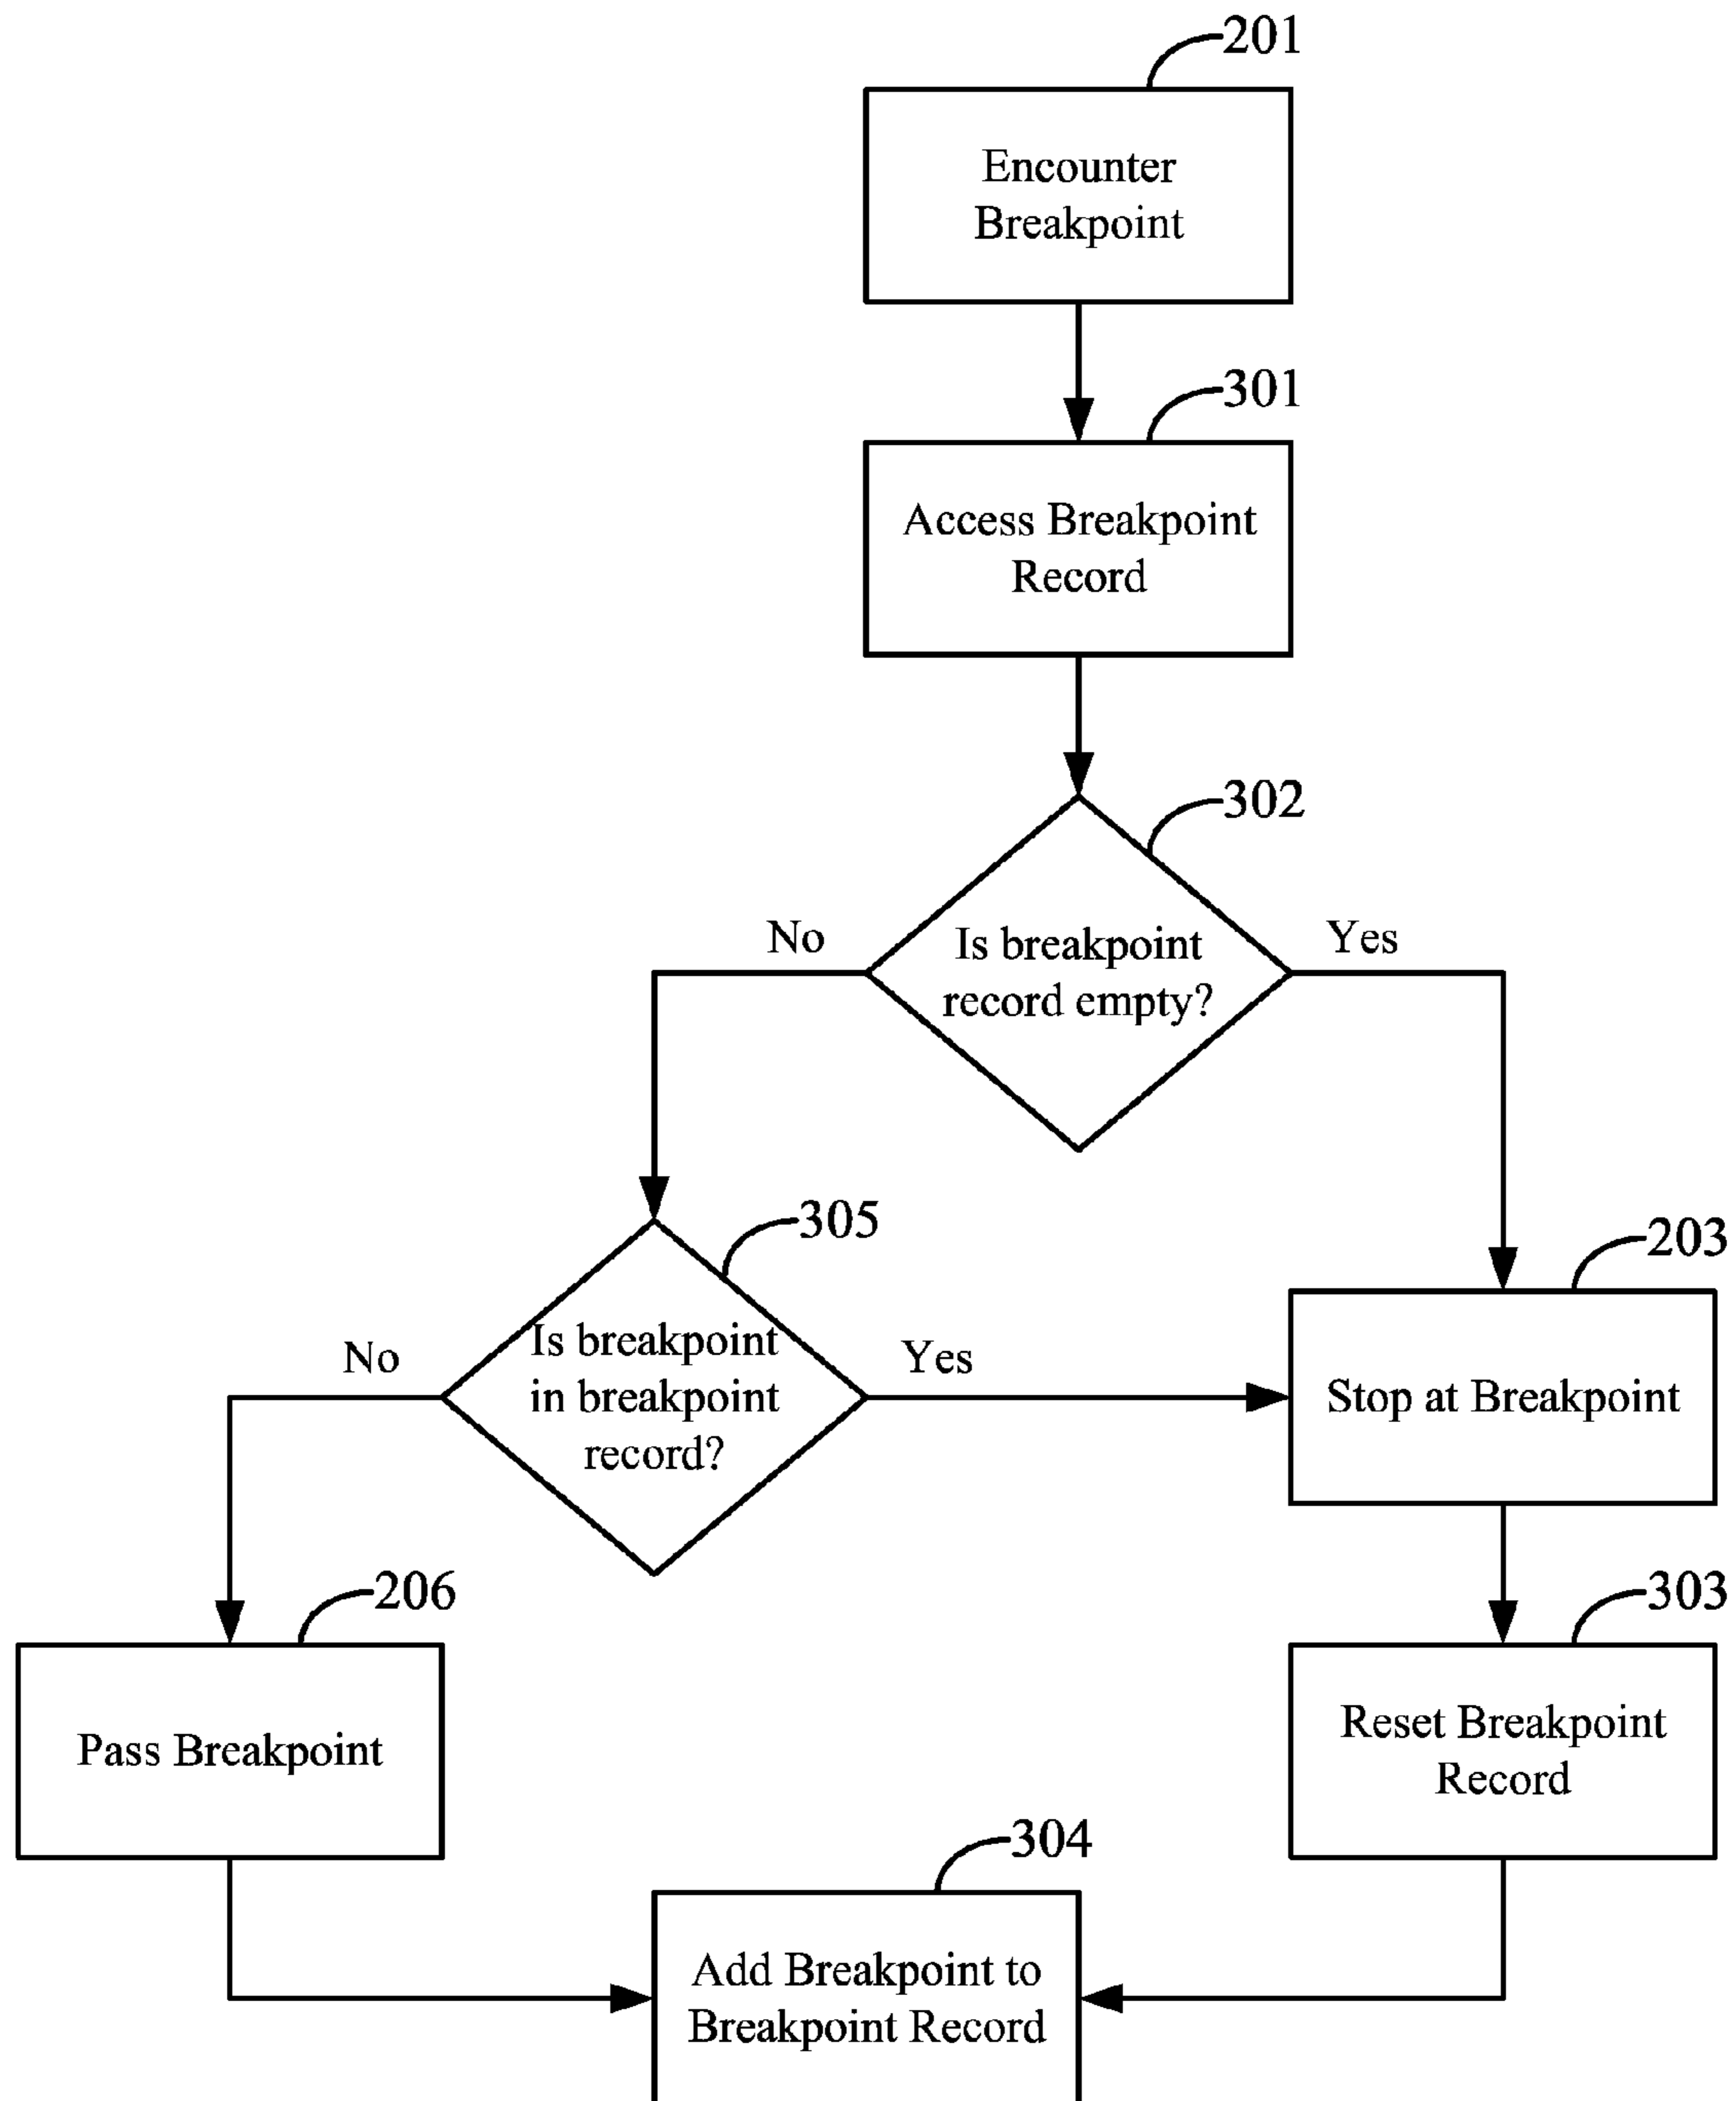 201
Encounter
Breakpoint
301
Access Breakpoint
Record
302
Is breakpoint
record empty?
No
Yes
305
Is breakpoint
in breakpoint
record?
No
Yes
203
Stop at Breakpoint
206
Pass Breakpoint
303
Reset Breakpoint
Record
304
Add Breakpoint to
Breakpoint Record